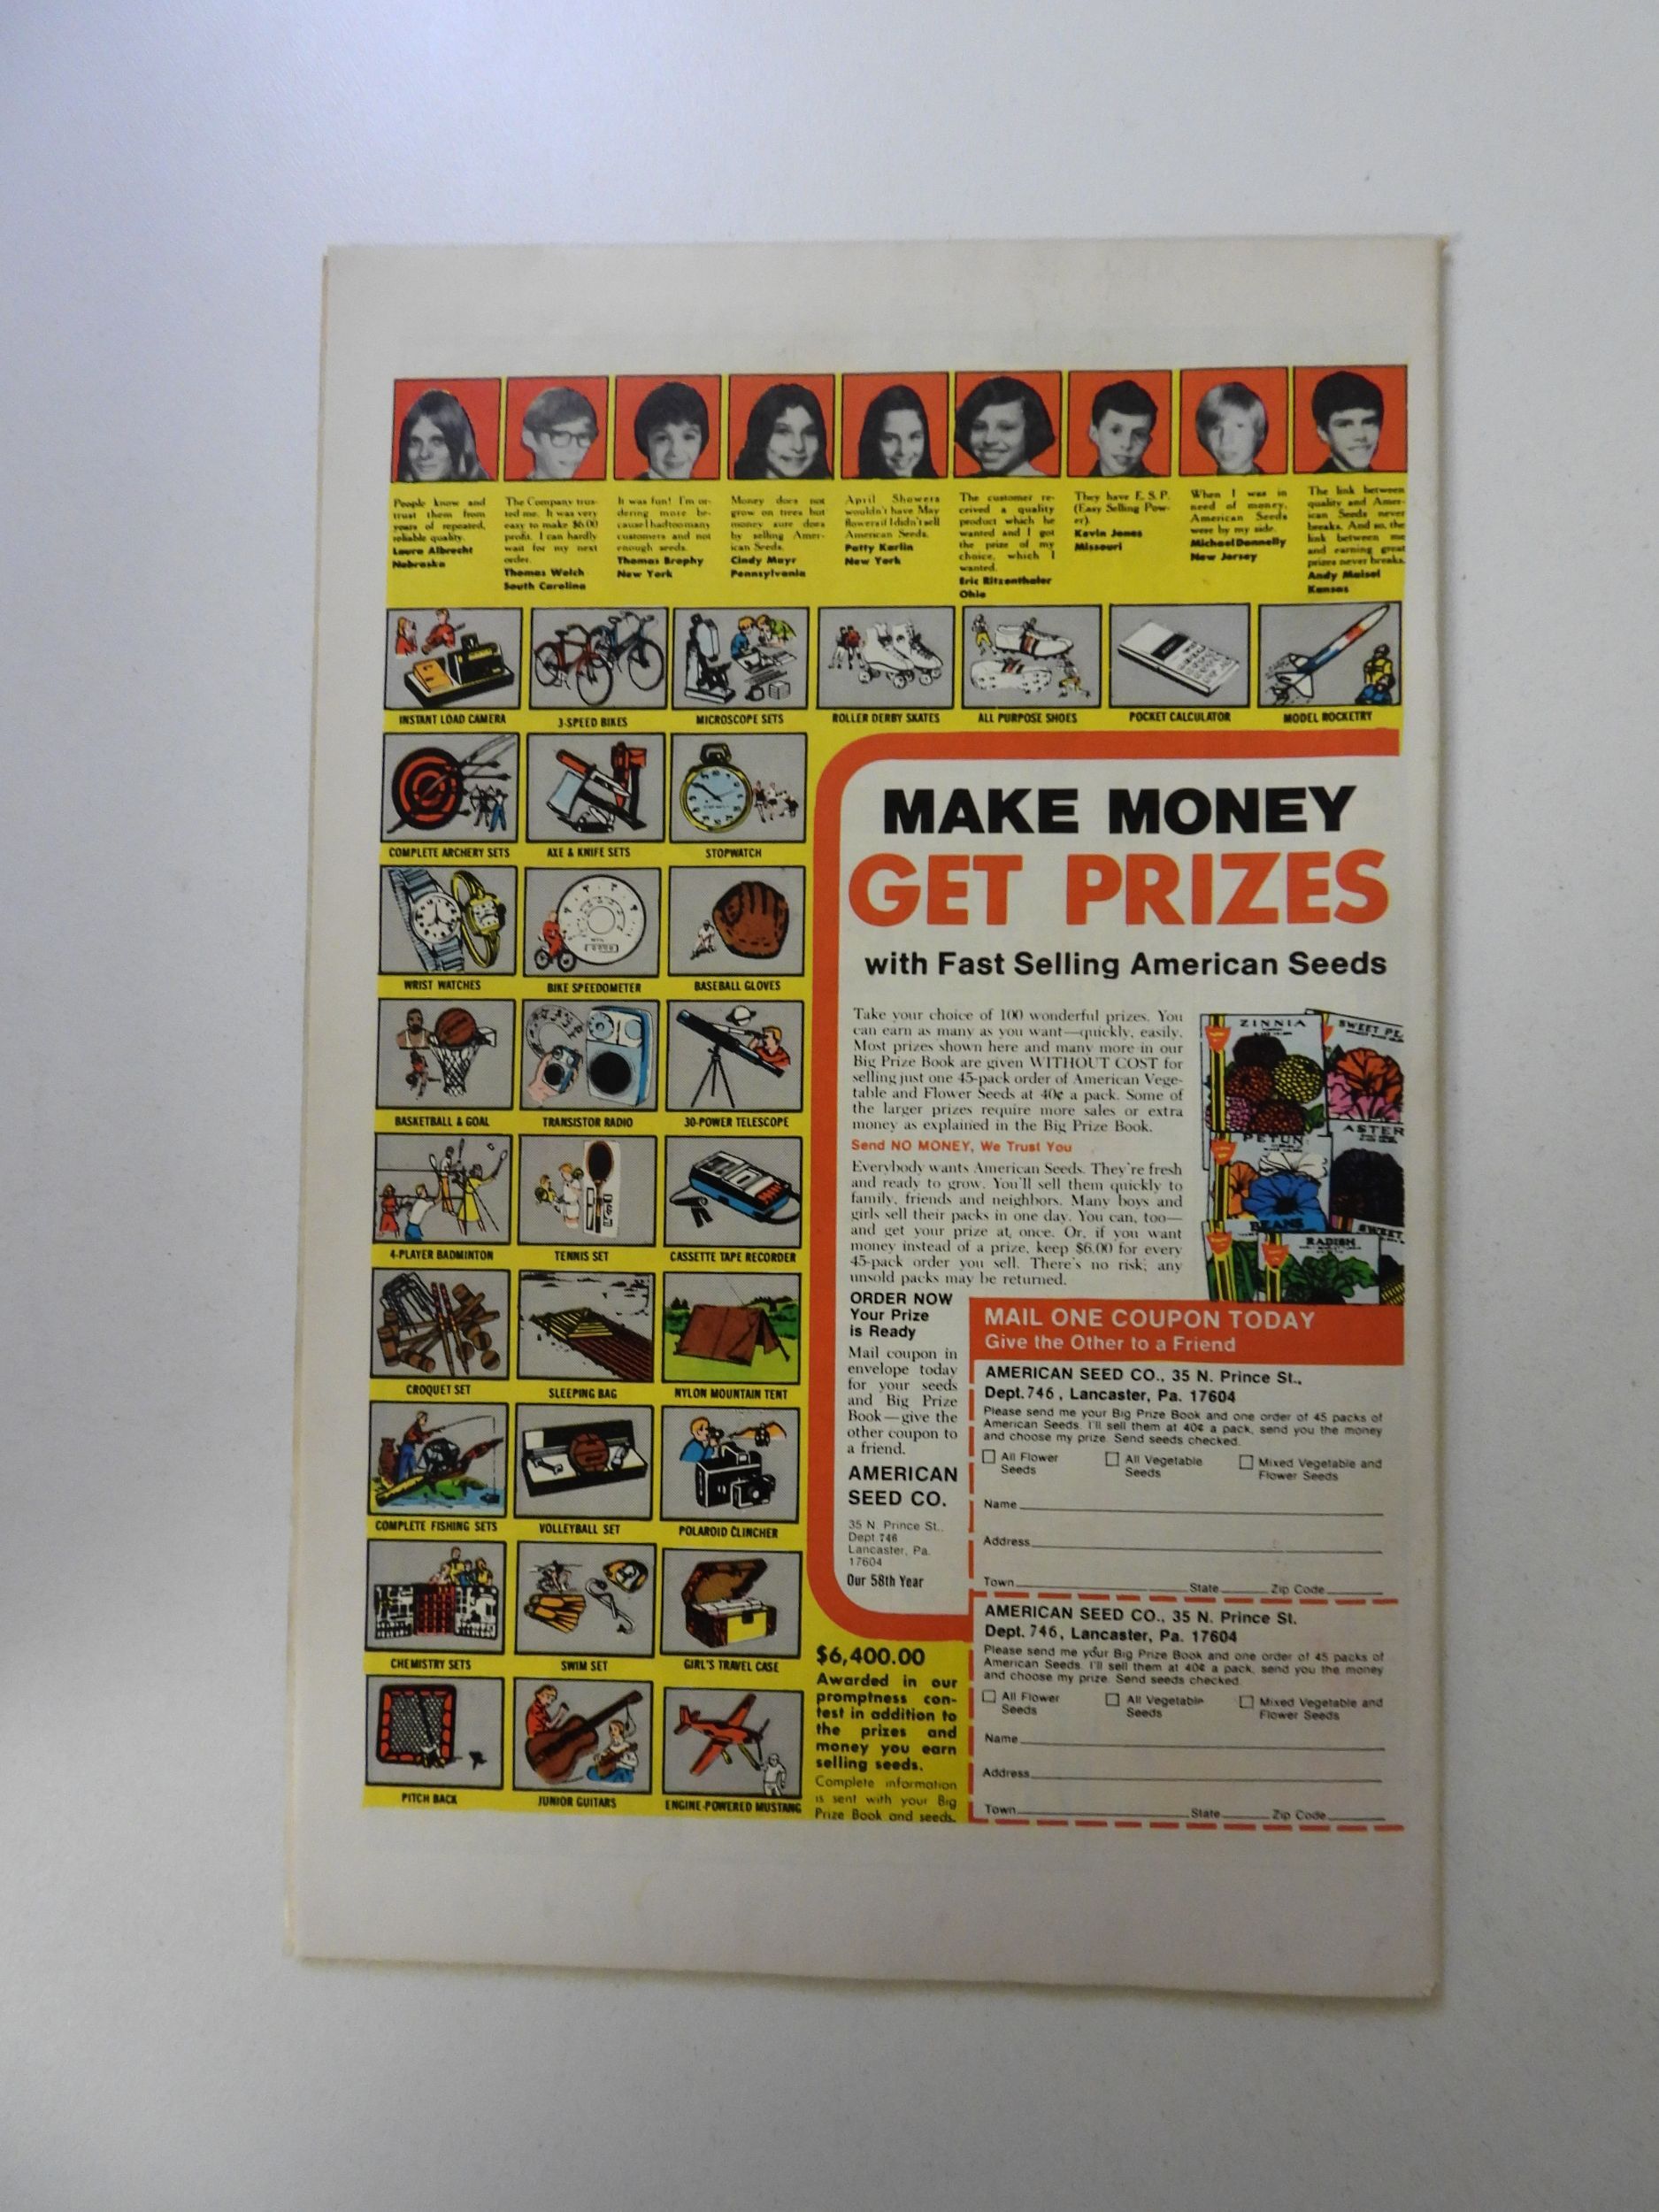 People know and
trust them from
years of repeated,
reliable quality.
Laura Albrecht
Nebraska
The Company trus-
ted me. It was very
easy to make $6.00
profit. I can hardly
wait for my next
order.
Thomas Welch
South Carolina
It was fun! I'm or-
dering more be-
cause I had too many
customers and not
enough seeds.
Thomas Brophy
New York
Money does not
grow on trees but
money sure does
by selling Amer-
ican Seeds.
Cindy Mayr
Pennsylvania
April Showers
wouldn't have May
flowers if I didn't sell
American Seeds.
Patty Karlin
New York
The customer re-
ceived a quality
product which he
wanted and I got
the prize of my
choice, which I
wanted.
Eric Ritzenthaler
Ohio
They have E. S. P.
(Easy Selling Pow-
er).
Kevin Jones
Missouri
When I was in
need of money,
American Seeds
were by my side.
Michael Donnelly
New Jersey
The link between
quality and Amer-
ican Seeds never
breaks. And so, the
link between me
and earning great
prizes never breaks.
Andy Maisel
Kansas
INSTANT LOAD CAMERA
3-SPEED BIKES
MICROSCOPE SETS
ROLLER DERBY SKATES
ALL PURPOSE SHOES
POCKET CALCULATOR
MODEL ROCKETRY
COMPLETE ARCHERY SETS
AXE & KNIFE SETS
STOPWATCH
WRIST WATCHES
BIKE SPEEDOMETER
BASEBALL GLOVES
BASKETBALL & GOAL
TRANSISTOR RADIO
30-POWER TELESCOPE
4-PLAYER BADMINTON
TENNIS SET
CASSETTE TAPE RECORDER
CROQUET SET
SLEEPING BAG
NYLON MOUNTAIN TENT
COMPLETE FISHING SETS
VOLLEYBALL SET
POLAROID CLINCHER
CHEMISTRY SETS
SWIM SET
GIRL'S TRAVEL CASE
PITCH BACK
JUNIOR GUITARS
ENGINE-POWERED MUSTANG
MAKE MONEY
GET PRIZES
with Fast Selling American Seeds
Take your choice of 100 wonderful prizes. You
can earn as many as you want—quickly, easily.
Most prizes shown here and many more in our
Big Prize Book are given WITHOUT COST for
selling just one 45-pack order of American Vege-
table and Flower Seeds at 40¢ a pack. Some of
the larger prizes require more sales or extra
money as explained in the Big Prize Book.
Send NO MONEY, We Trust You
Everybody wants American Seeds. They're fresh
and ready to grow. You'll sell them quickly to
family, friends and neighbors. Many boys and
girls sell their packs in one day. You can, too—
and get your prize at once. Or, if you want
money instead of a prize, keep $6.00 for every
45-pack order you sell. There's no risk; any
unsold packs may be returned.
ZINNIA
SWEET PE
ASTER
PETUN
BEANS
SWEET
RADISH
ORDER NOW
Your Prize
is Ready
Mail coupon in
envelope today
for your seeds
and Big Prize
Book—give the
other coupon to
a friend.
AMERICAN
SEED CO.
35 N. Prince St.,
Dept. 746
Lancaster, Pa.
17604
Our 58th Year
$6,400.00
Awarded in our
promptness con-
test in addition to
the prizes and
money you earn
selling seeds.
Complete information
is sent with your Big
Prize Book and seeds.
MAIL ONE COUPON TODAY
Give the Other to a Friend
AMERICAN SEED CO., 35 N. Prince St.,
Dept. 746, Lancaster, Pa. 17604
Please send me your Big Prize Book and one order of 45 packs of
American Seeds. I'll sell them at 40¢ a pack, send you the money
and choose my prize. Send seeds checked.
All Flower
Seeds
All Vegetable
Seeds
Mixed Vegetable and
Flower Seeds
Name
Address
Town State Zip Code
AMERICAN SEED CO., 35 N. Prince St.
Dept. 746, Lancaster, Pa. 17604
Please send me your Big Prize Book and one order of 45 packs of
American Seeds. I'll sell them at 40¢ a pack, send you the money
and choose my prize. Send seeds checked.
All Flower
Seeds
All Vegetable
Seeds
Mixed Vegetable and
Flower Seeds
Name
Address
Town State Zip Code